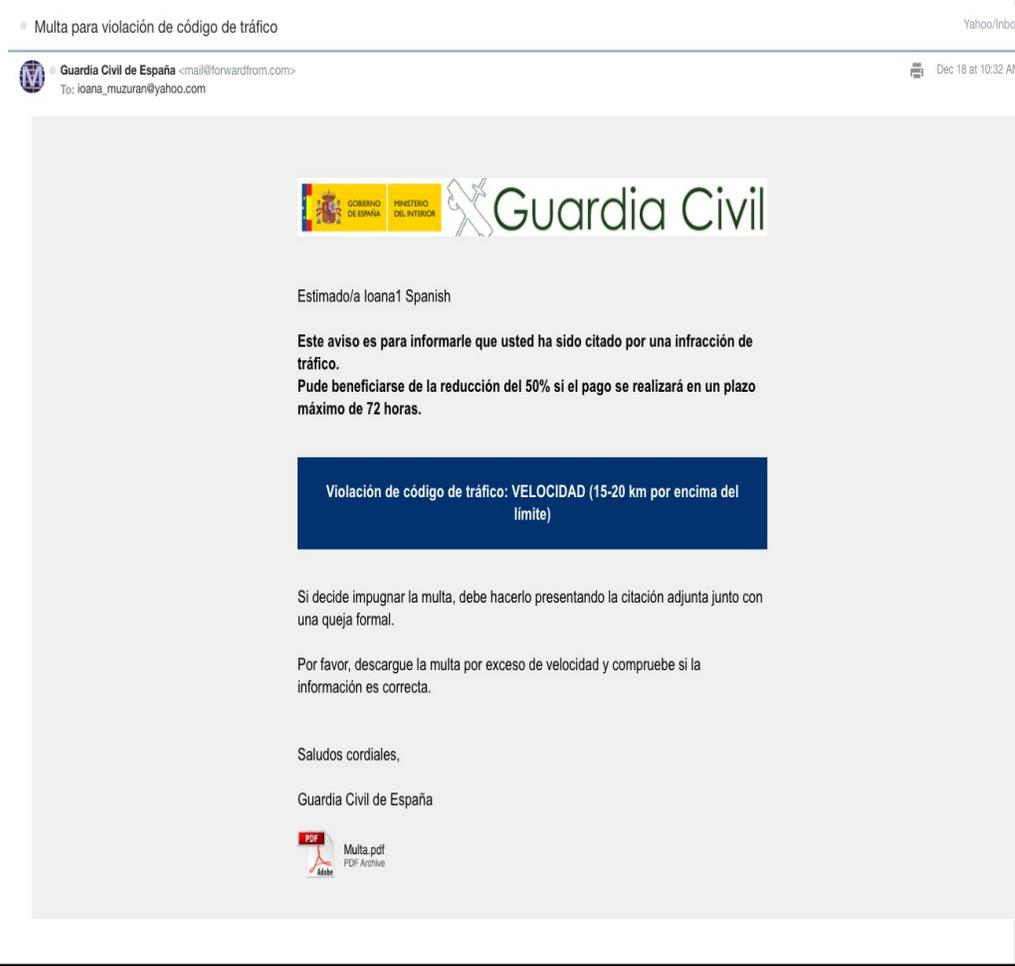 Multa para violación de código de tráfico
Yahoo/Inbo
Guardia Civil de España <mail@forwardfrom.com>
Dec 18 at 10:32 AM
To: ioana_muzuran@yahoo.com
GOBIERNO
DE ESPAÑA
MINISTERIO
DEL INTERIOR
Guardia Civil
Estimado/a Ioana1 Spanish
Este aviso es para informarle que usted ha sido citado por una infracción de
tráfico.
Pude beneficiarse de la reducción del 50% si el pago se realizará en un plazo
máximo de 72 horas.
Violación de código de tráfico: VELOCIDAD (15-20 km por encima del
límite)
Si decide impugnar la multa, debe hacerlo presentando la citación adjunta junto con
una queja formal.
Por favor, descargue la multa por exceso de velocidad y compruebe si la
información es correcta.
Saludos cordiales,
Guardia Civil de España
PDF
Adobe
Multa.pdf
PDF Archive